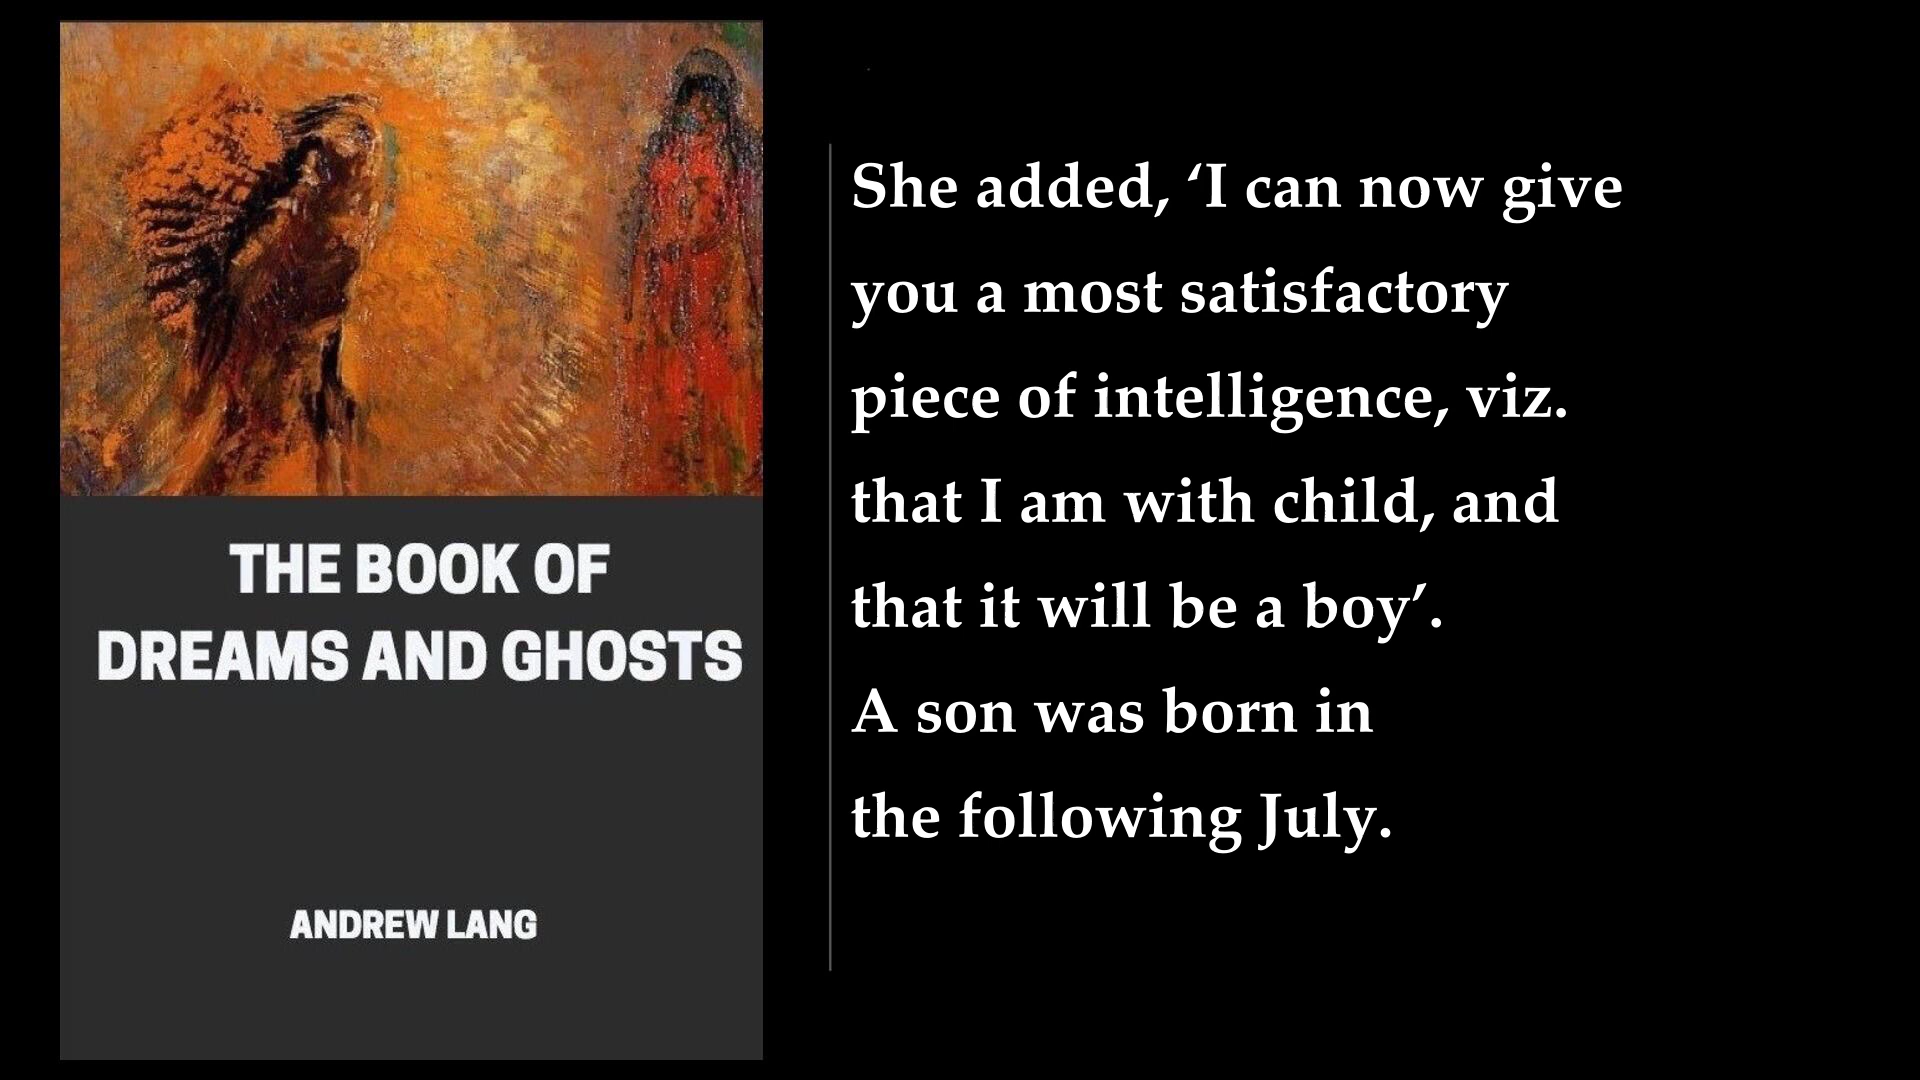 THE BOOK OF
DREAMS AND GHOSTS
ANDREW LANG
She added, ‘I can now give
you a most satisfactory
piece of intelligence, viz.
that I am with child, and
that it will be a boy’.
A son was born in
the following July.